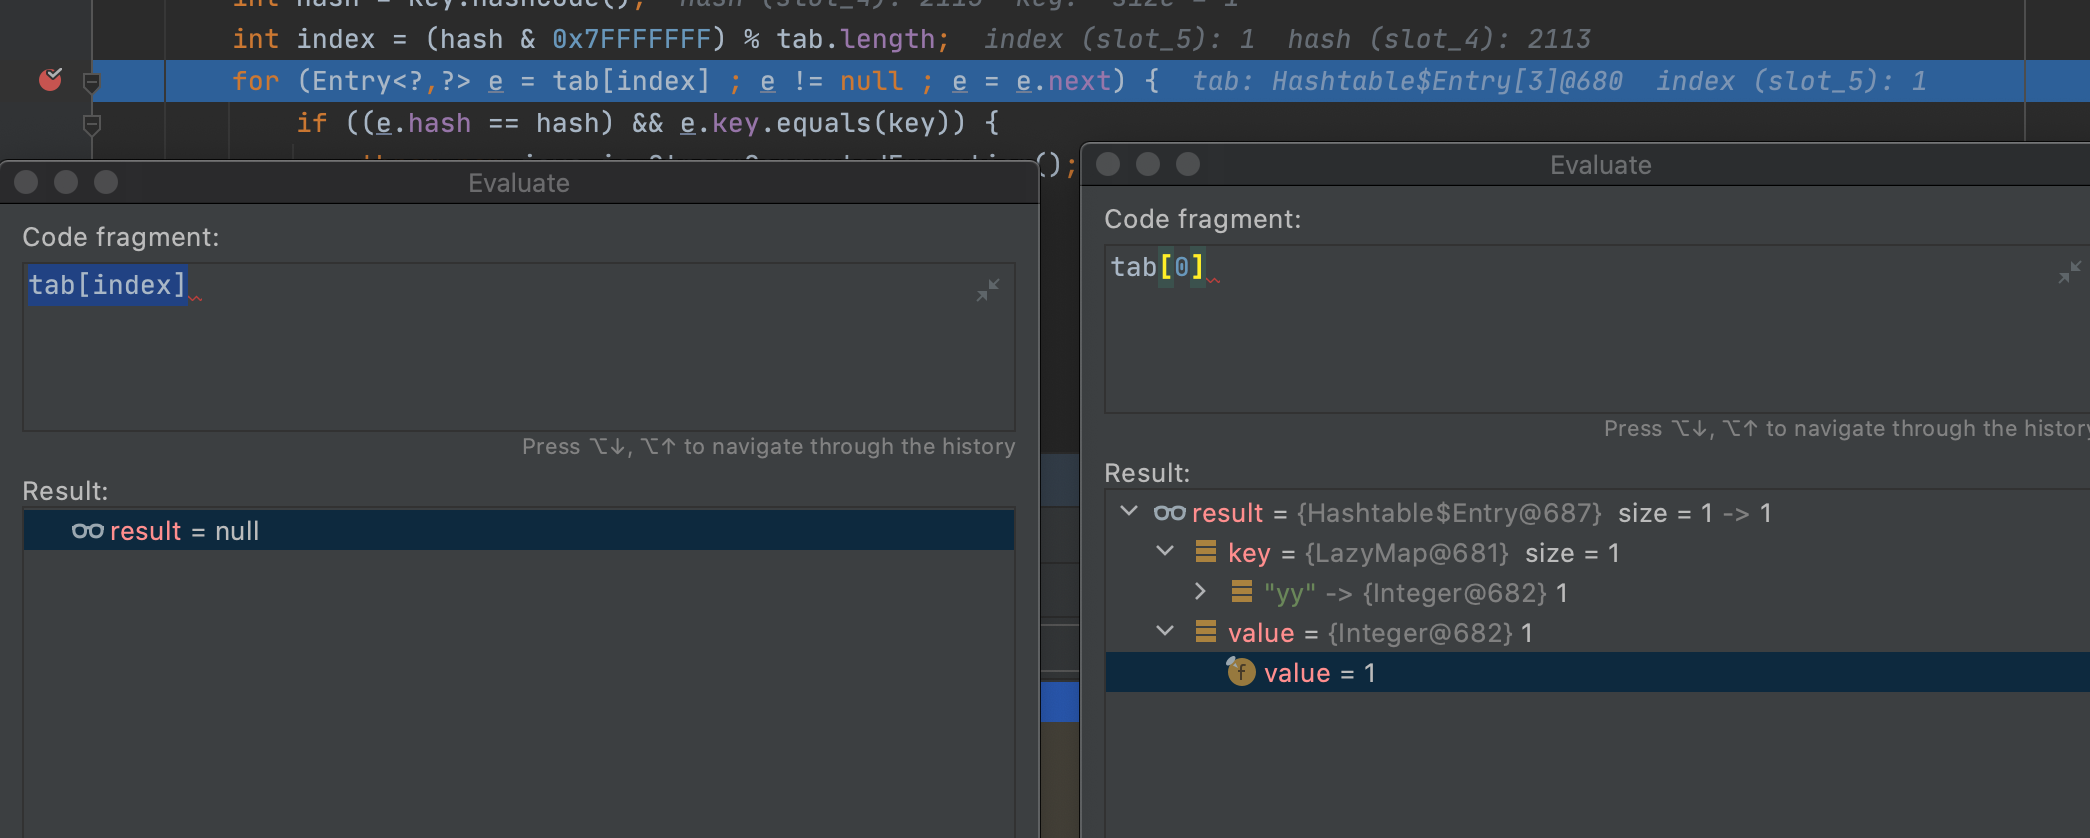 int hash = key.hashCode(); hash (slot_4): 2113 key: size = 1
int index = (hash & 0x7FFFFFFF) % tab.length; index (slot_5): 1 hash (slot_4): 2113
for (Entry<?,?> e = tab[index] ; e != null ; e = e.next) { tab: Hashtable$Entry[3]@680 index (slot_5): 1
if ((e.hash == hash) && e.key.equals(key)) {
();
Evaluate
Code fragment:
tab[index]
Press ⌥↓, ⌥↑ to navigate through the history
Result:
result = null
Evaluate
Code fragment:
tab[0]
Press ⌥↓, ⌥↑ to navigate through the history
Result:
result = {Hashtable$Entry@687} size = 1 -> 1
key = {LazyMap@681} size = 1
"yy" -> {Integer@682} 1
value = {Integer@682} 1
f value = 1